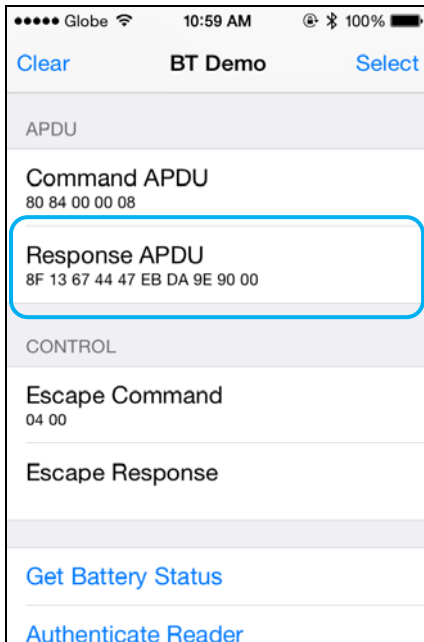 Globe 10:59 AM 100%
Clear BT Demo Select
APDU
Command APDU
80 84 00 00 08
Response APDU
8F 13 67 44 47 EB DA 9E 90 00
CONTROL
Escape Command
04 00
Escape Response
Get Battery Status
Authenticate Reader